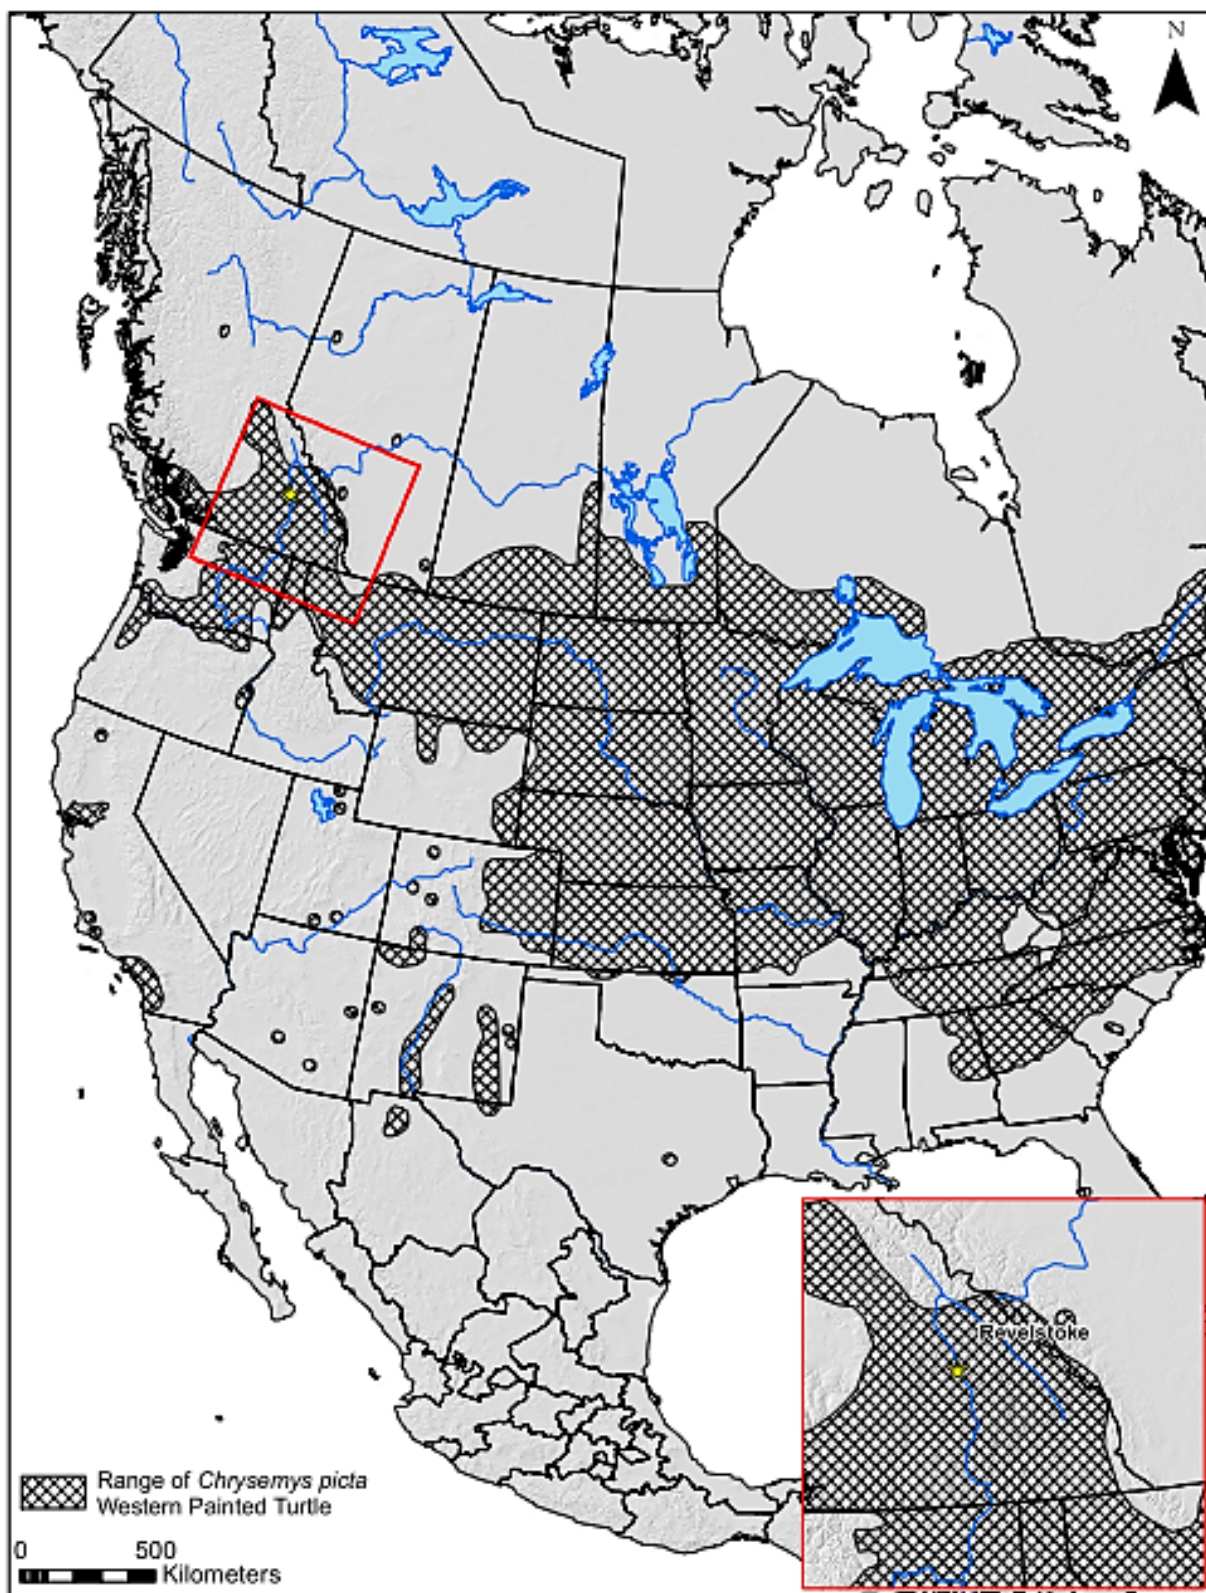 N
Revelstoke
Range of Chrysemys picta
Western Painted Turtle
0 500
Kilometers